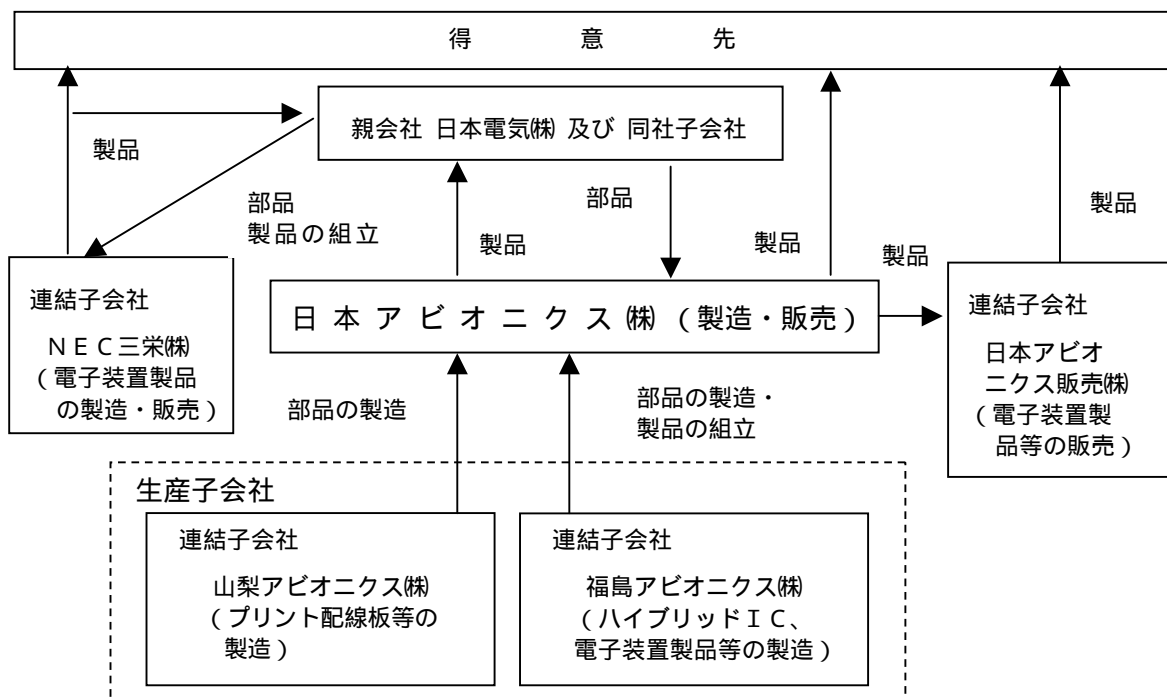 得意先
親会社 日本電気㈱ 及び 同社子会社
製品
部品
製品の組立
製品
部品
製品
製品
製品
連結子会社
ＮＥＣ三栄㈱
（電子装置製品
の製造・販売）
日本アビオニクス㈱（製造・販売）
連結子会社
日本アビオ
ニクス販売㈱
（電子装置製
品等の販売）
部品の製造
部品の製造・
製品の組立
生産子会社
連結子会社
山梨アビオニクス㈱
（プリント配線板等の
製造）
連結子会社
福島アビオニクス㈱
（ハイブリッドＩＣ、
電子装置製品等の製造）